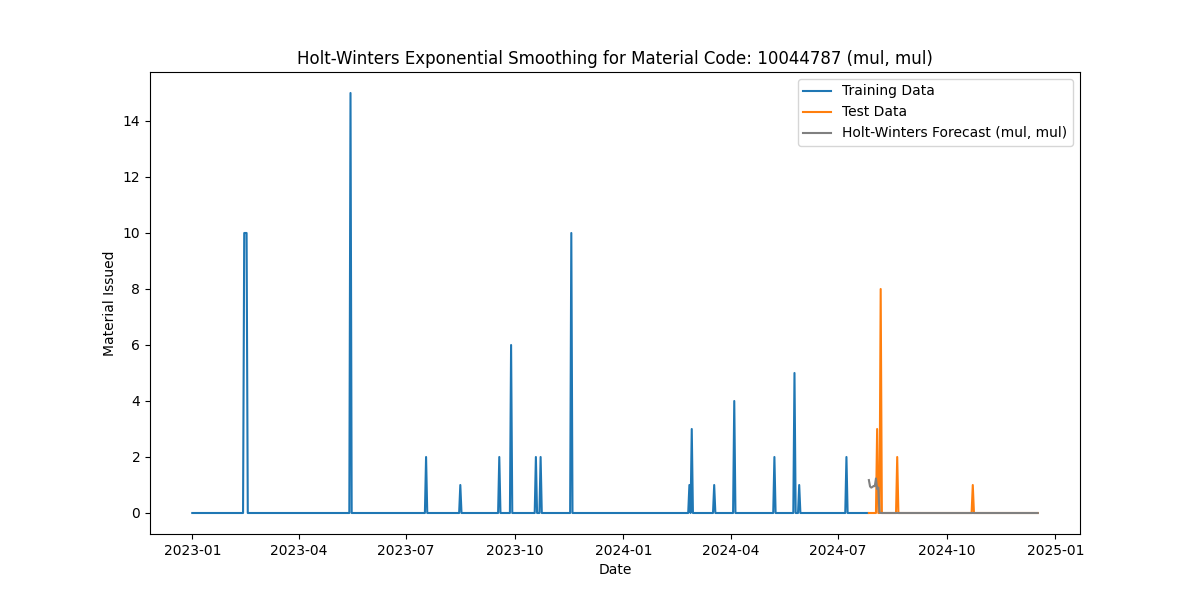 Holt-Winters Exponential Smoothing for Material Code: 10044787 (mul, mul)
Training Data
Test Data
Holt-Winters Forecast (mul, mul)
Material Issued
14
12
10
8
6
4
2
0
2023-01
2023-04
2023-07
2023-10
2024-01
2024-04
2024-07
2024-10
2025-01
Date